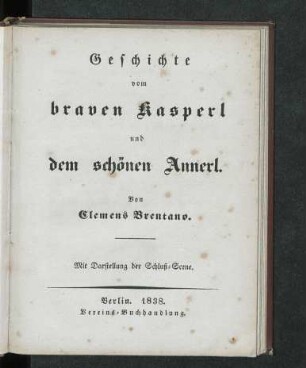 Geschichte
vom
braven Kasperl
und
dem schönen Annerl.
Von
Clemens Brentano.
Mit Darstellung der Schluß-Scene.
Berlin. 1838.
Vereins-Buchhandlung.